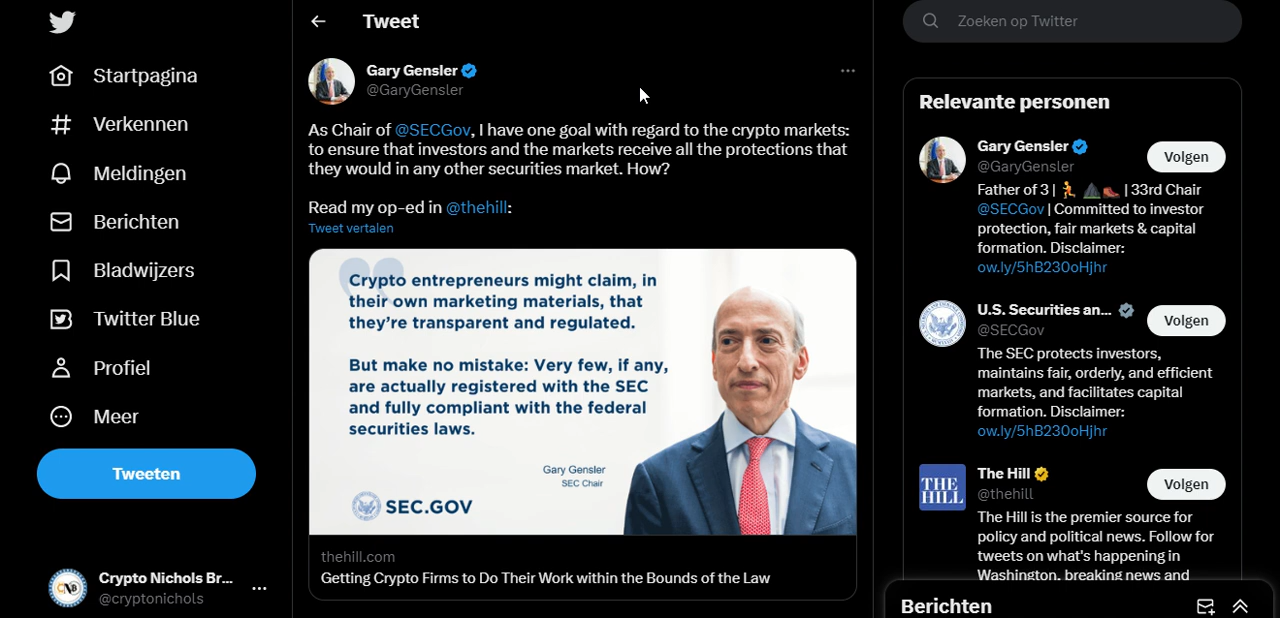 Startpagina
Verkennen
Meldingen
Berichten
Bladwijzers
Twitter Blue
Profiel
Meer
Tweeten
CNB
Crypto Nichols Br...
@cryptonichols
Tweet
Gary Gensler
@GaryGensler
As Chair of @SECGov, I have one goal with regard to the crypto markets:
to ensure that investors and the markets receive all the protections that
they would in any other securities market. How?
Read my op-ed in @thehill:
Tweet vertalen
Crypto entrepreneurs might claim, in
their own marketing materials, that
they're transparent and regulated.
But make no mistake: Very few, if any,
are actually registered with the SEC
and fully compliant with the federal
securities laws.
Gary Gensler
SEC Chair
SEC.GOV
thehill.com
Getting Crypto Firms to Do Their Work within the Bounds of the Law
Zoeken op Twitter
Relevante personen
Gary Gensler
@GaryGensler
Volgen
Father of 3 | 🏃 ⛰️🥾 | 33rd Chair
@SECGov | Committed to investor
protection, fair markets & capital
formation. Disclaimer:
ow.ly/5hB230oHjhr
U.S. Securities an...
@SECGov
Volgen
The SEC protects investors,
maintains fair, orderly, and efficient
markets, and facilitates capital
formation. Disclaimer:
ow.ly/5hB230oHjhr
THE
HILL
The Hill
@thehill
Volgen
The Hill is the premier source for
policy and political news. Follow for
tweets on what's happening in
Washington, breaking news and
Berichten